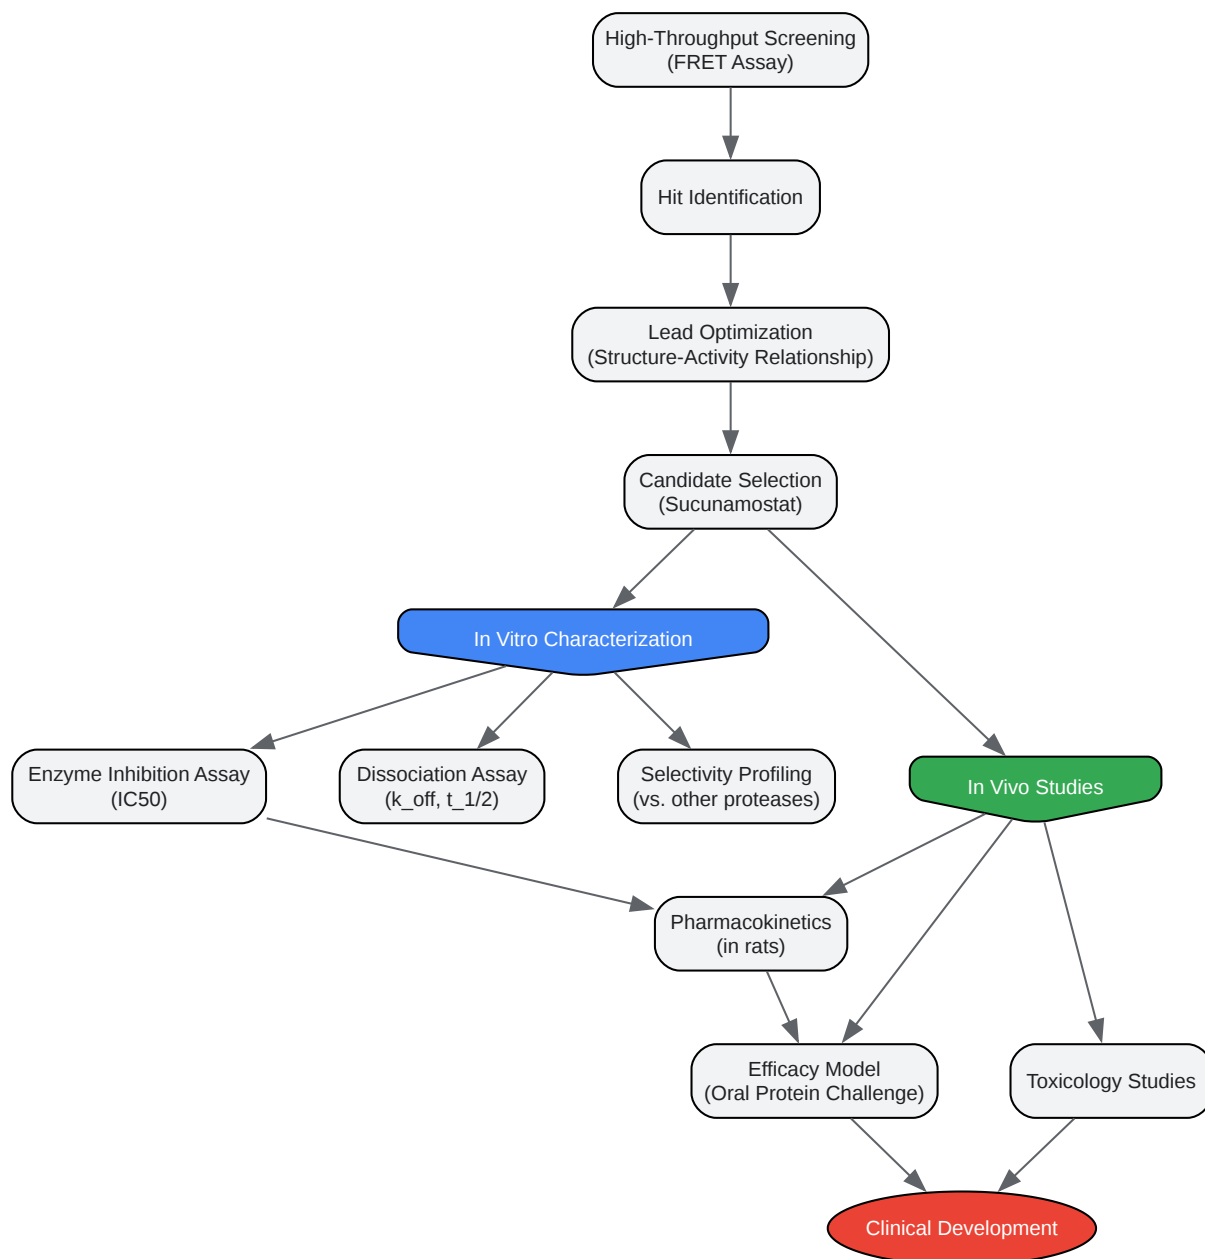 High-Throughput Screening
(FRET Assay)
Hit Identification
Lead Optimization
(Structure-Activity Relationship)
Candidate Selection
(Sucunamostat)
In Vitro Characterization
Enzyme Inhibition Assay
(IC50)
Dissociation Assay
(k_off, t_1/2)
Selectivity Profiling
(vs. other proteases)
In Vivo Studies
Pharmacokinetics
(in rats)
Efficacy Model
(Oral Protein Challenge)
Toxicology Studies
Clinical Development